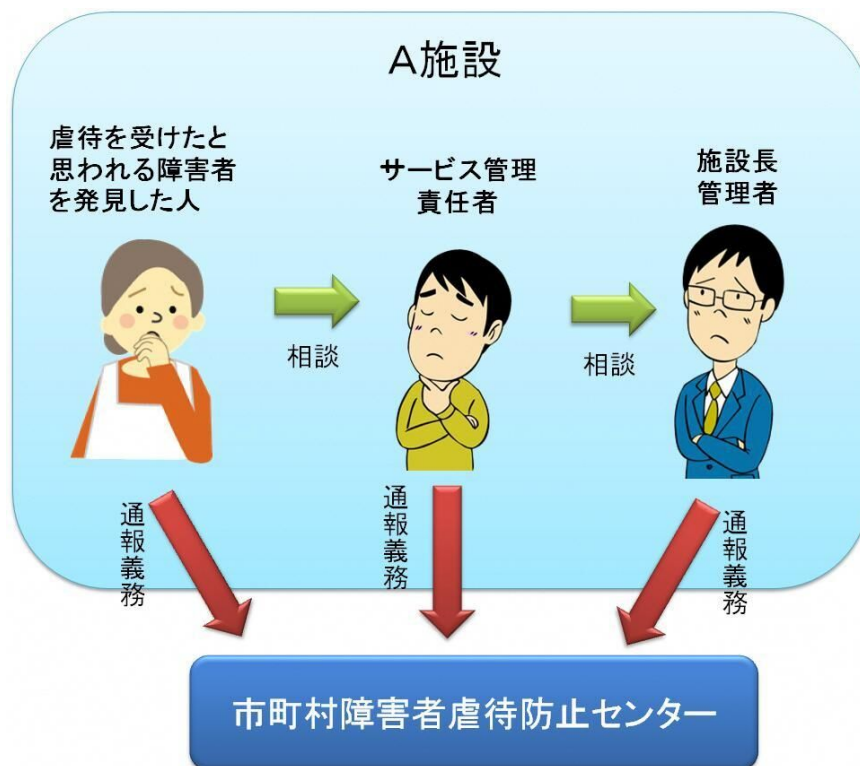 A施設
虐待を受けたと
思われる障害者
を発見した人
サービス管理
責任者
施設長
管理者
相談
相談
通報義務
通報義務
通報義務
市町村障害者虐待防止センター